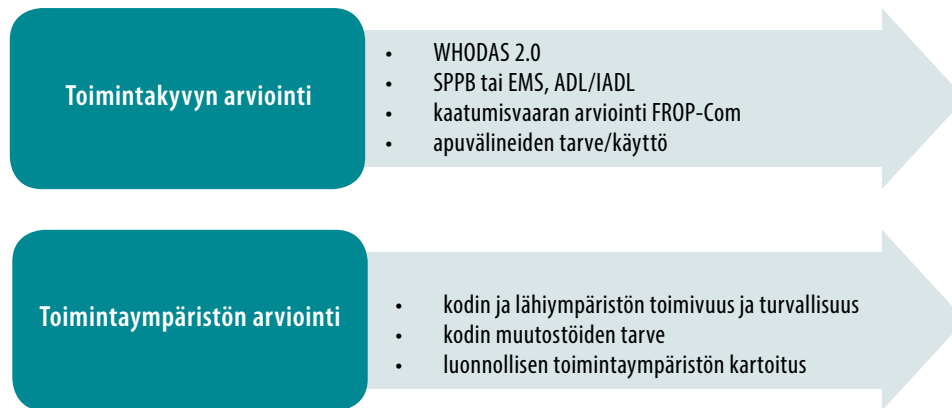 Toimintakyvyn arviointi
• WHODAS 2.0
• SPPB tai EMS, ADL/IADL
• kaatumisvaaran arviointi FROP-Com
• apuvälineiden tarve/käyttö
Toimintaympäristön arviointi
• kodin ja lähiympäristön toimivuus ja turvallisuus
• kodin muutostöiden tarve
• luonnollisen toimintaympäristön kartoitus